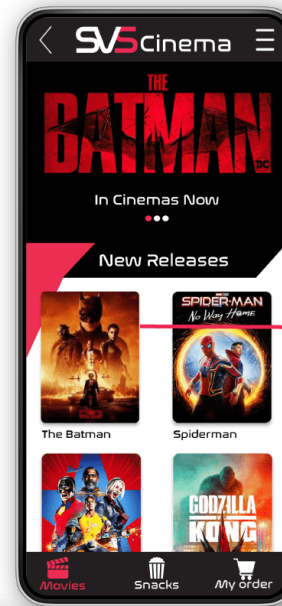 SVSCinema
THE
BATMAN
DC
In Cinemas Now
New Releases
SPIDER-MAN
No Way Home
The Batman
Spiderman
GODZILLA
KONG
Movies
Snacks
My order